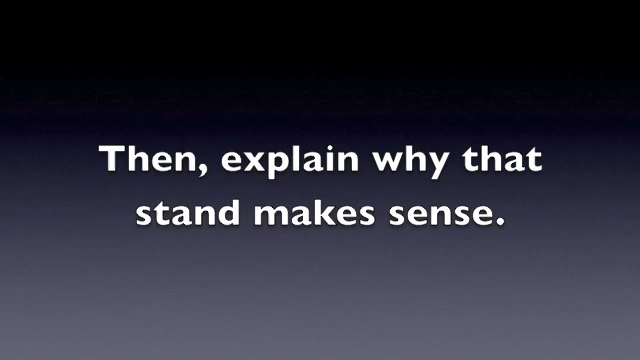 Then, explain why that
stand makes sense.